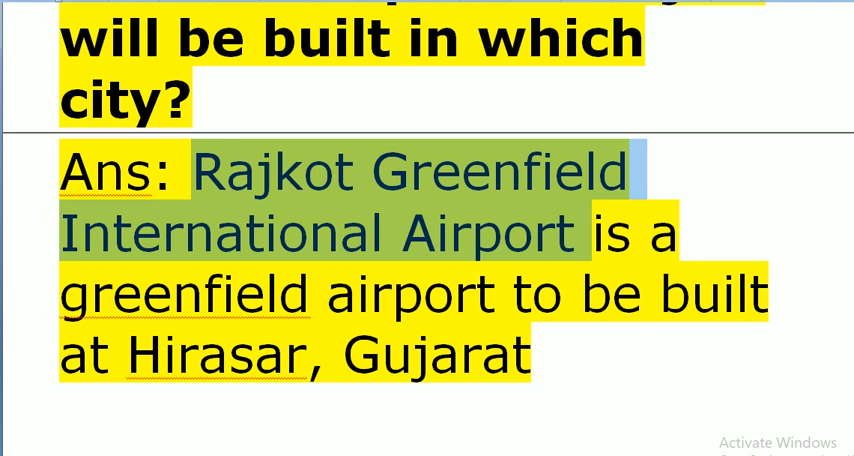 will be built in which
city?
Ans: Rajkot Greenfield
International Airport is a
greenfield airport to be built
at Hirasar, Gujarat
Activate Windows